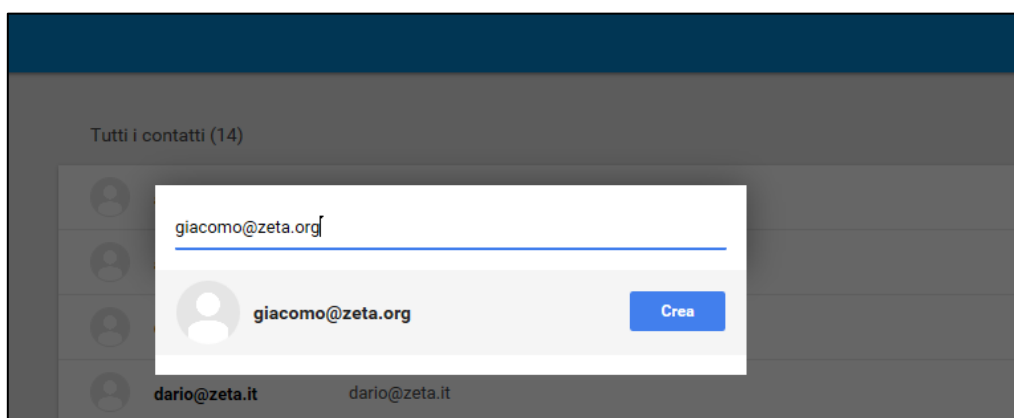 Tutti i contatti (14)
giacomo@zeta.org
giacomo@zeta.org Crea
dario@zeta.it dario@zeta.it